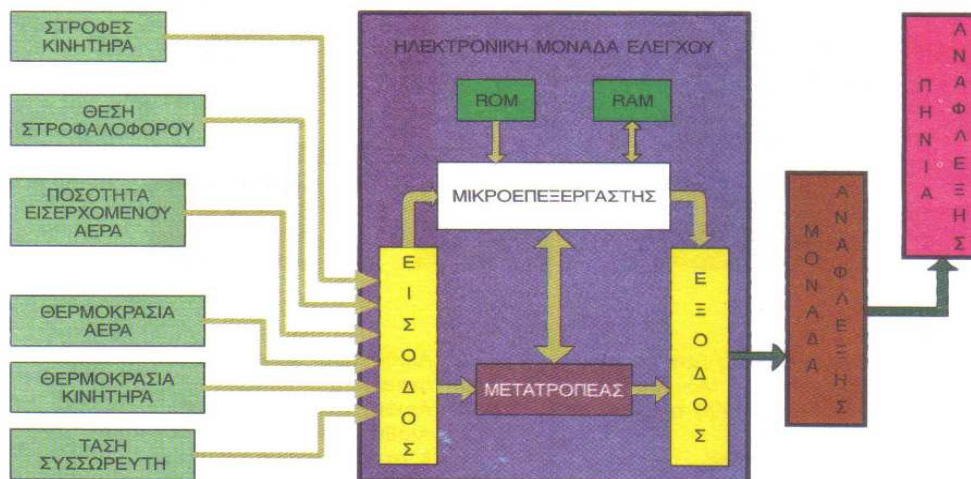 ΣΤΡΟΦΕΣ
ΚΙΝΗΤΗΡΑ
ΘΕΣΗ
ΣΤΡΟΦΑΛΟΦΟΡΟΥ
ΠΟΣΟΤΗΤΑ
ΕΙΣΕΡΧΟΜΕΝΟΥ
ΑΕΡΑ
ΘΕΡΜΟΚΡΑΣΙΑ
ΑΕΡΑ
ΘΕΡΜΟΚΡΑΣΙΑ
ΚΙΝΗΤΗΡΑ
ΤΑΣΗ
ΣΥΣΣΩΡΕΥΤΗ
ΗΛΕΚΤΡΟΝΙΚΗ ΜΟΝΑΔΑ ΕΛΕΓΧΟΥ
ROM
RAM
ΜΙΚΡΟΕΠΕΞΕΡΓΑΣΤΗΣ
ΕΙΣΟΔΟΣ
ΜΕΤΑΤΡΟΠΕΑΣ
ΕΞΟΔΟΣ
ΜΟΝΑΔΑ
ΑΝΑΦΛΕΞΗΣ
ΠΗΝΙΑ
ΑΝΑΦΛΕΞΗΣ